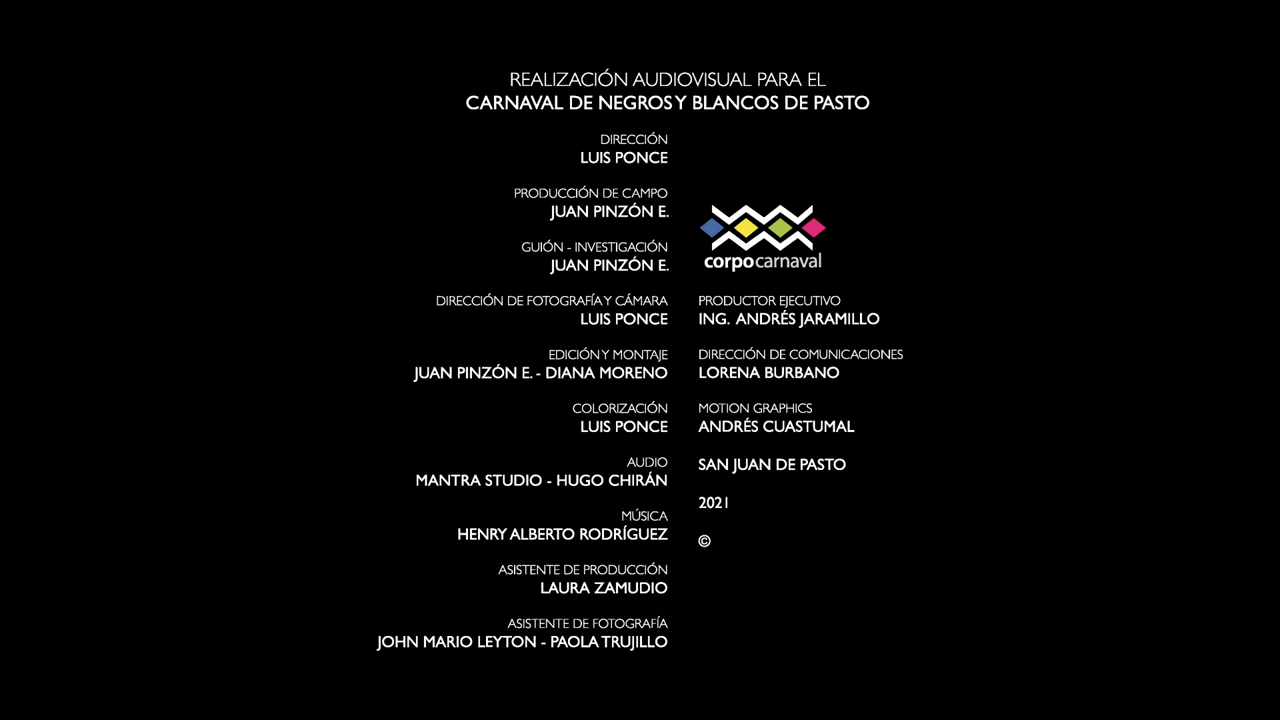 REALIZACIÓN AUDIOVISUAL PARA EL
CARNAVAL DE NEGROS Y BLANCOS DE PASTO
DIRECCIÓN
LUIS PONCE
PRODUCCIÓN DE CAMPO
JUAN PINZÓN E.
GUIÓN - INVESTIGACIÓN
JUAN PINZÓN E.
DIRECCIÓN DE FOTOGRAFÍA Y CÁMARA
LUIS PONCE
EDICIÓN Y MONTAJE
JUAN PINZÓN E. - DIANA MORENO
COLORIZACIÓN
LUIS PONCE
AUDIO
MANTRA STUDIO - HUGO CHIRÁN
MÚSICA
HENRY ALBERTO RODRÍGUEZ
ASISTENTE DE PRODUCCIÓN
LAURA ZAMUDIO
ASISTENTE DE FOTOGRAFÍA
JOHN MARIO LEYTON - PAOLA TRUJILLO
corpocarnaval
PRODUCTOR EJECUTIVO
ING. ANDRÉS JARAMILLO
DIRECCIÓN DE COMUNICACIONES
LORENA BURBANO
MOTION GRAPHICS
ANDRÉS CUASTUMAL
SAN JUAN DE PASTO
2021
©